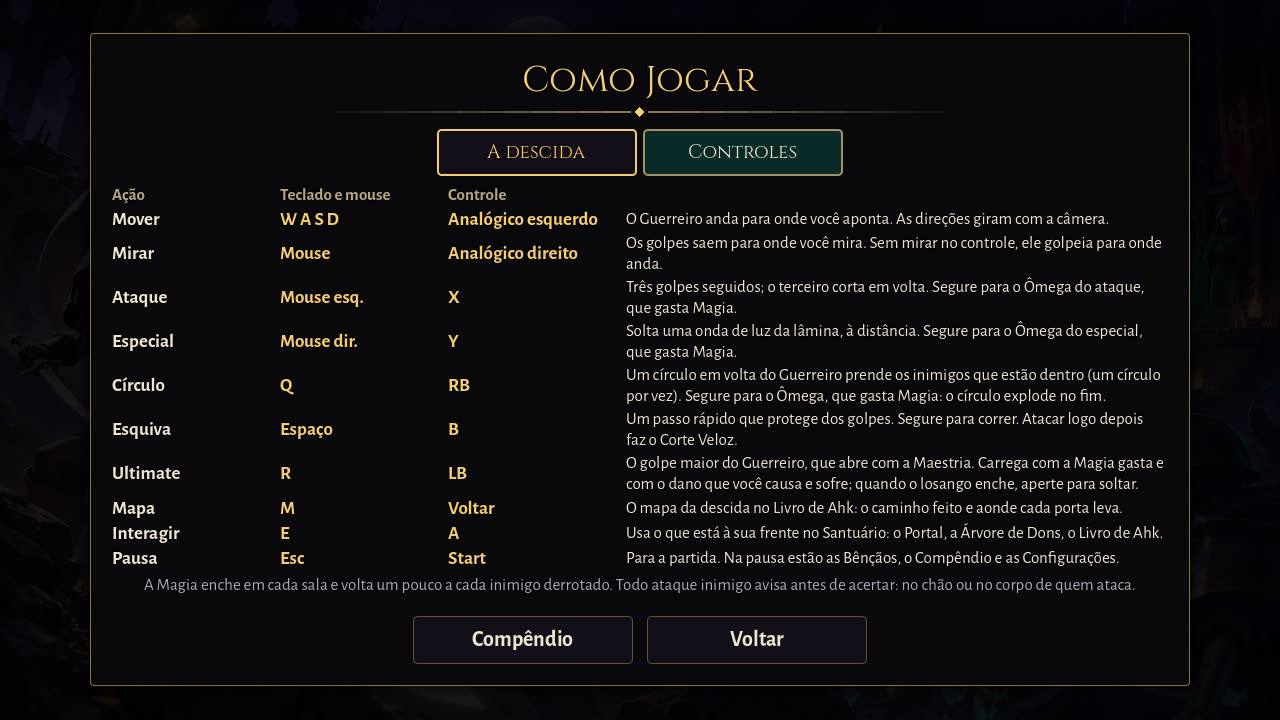 Como Jogar
A descida
Controles
Ação Teclado e mouse Controle
Mover W A S D Analógico esquerdo O Guerreiro anda para onde você aponta. As direções giram com a câmera.
Mirar Mouse Analógico direito Os golpes saem para onde você mira. Sem mirar no controle, ele golpeia para onde
anda.
Ataque Mouse esq. X Três golpes seguidos; o terceiro corta em volta. Segure para o Ômega do ataque,
que gasta Magia.
Especial Mouse dir. Y Solta uma onda de luz da lâmina, à distância. Segure para o Ômega do especial,
que gasta Magia.
Círculo Q RB Um círculo em volta do Guerreiro prende os inimigos que estão dentro (um círculo
por vez). Segure para o Ômega, que gasta Magia: o círculo explode no fim.
Esquiva Espaço B Um passo rápido que protege dos golpes. Segure para correr. Atacar logo depois
faz o Corte Veloz.
Ultimate R LB O golpe maior do Guerreiro, que abre com a Maestria. Carrega com a Magia gasta e
com o dano que você causa e sofre; quando o losango enche, aperte para soltar.
Mapa M Voltar O mapa da descida no Livro de Ahk: o caminho feito e aonde cada porta leva.
Interagir E A Usa o que está à sua frente no Santuário: o Portal, a Árvore de Dons, o Livro de Ahk.
Pausa Esc Start Para a partida. Na pausa estão as Bênçãos, o Compêndio e as Configurações.
A Magia enche em cada sala e volta um pouco a cada inimigo derrotado. Todo ataque inimigo avisa antes de acertar: no chão ou no corpo de quem ataca.
Compêndio
Voltar